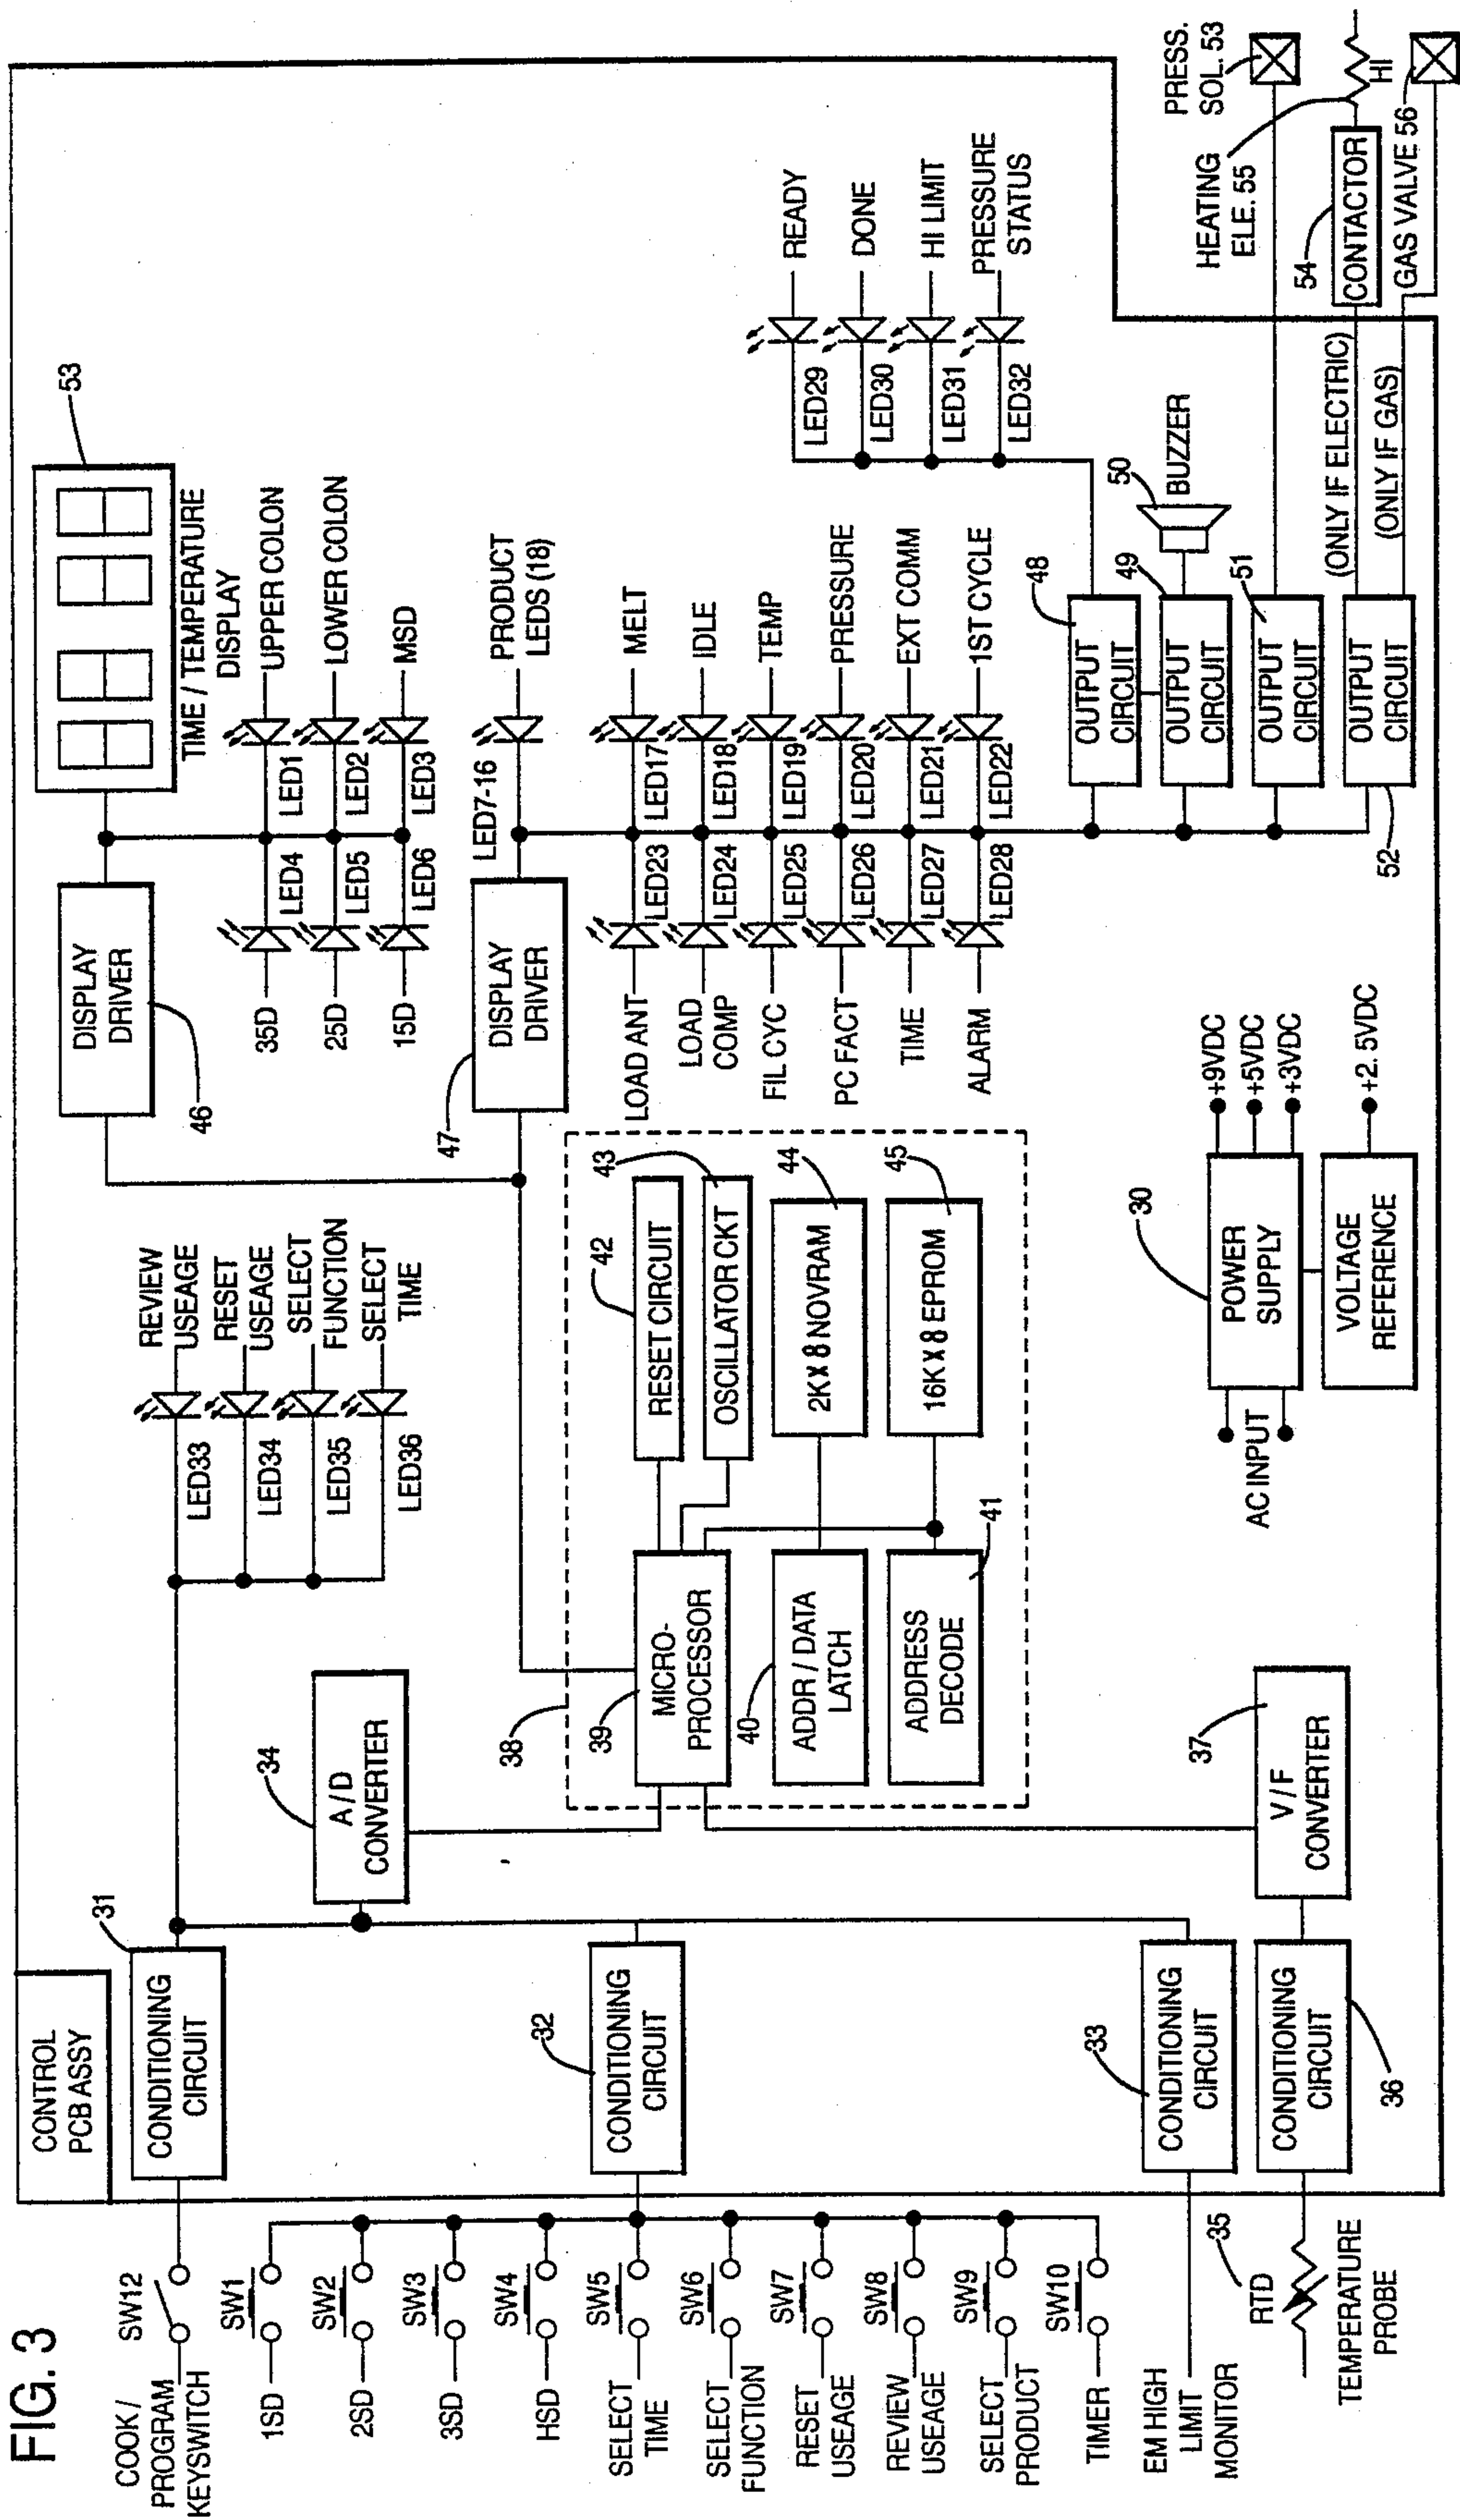 FIG. 3
CONTROL
PCB ASSY
COOK /
PROGRAM
KEYSWITCH
SW12
1SD
SW1
2SD
SW2
3SD
SW3
HSD
SW4
SELECT
TIME
SW5
SELECT
FUNCTION
SW6
RESET
USEAGE
SW7
REVIEW
USEAGE
SW8
SELECT
PRODUCT
SW9
TIMER
SW10
EM HIGH
LIMIT
MONITOR
RTD
35
TEMPERATURE
PROBE
CONDITIONING
CIRCUIT
31
CONDITIONING
CIRCUIT
32
CONDITIONING
CIRCUIT
33
CONDITIONING
CIRCUIT
36
A / D
CONVERTER
34
V / F
CONVERTER
37
38
MICRO-
PROCESSOR
39
ADDR / DATA
LATCH
40
ADDRESS
DECODE
41
RESET CIRCUIT
42
OSCILLATOR CKT
43
2K X 8 NOVRAM
44
16K X 8 EPROM
45
LED33
REVIEW
USEAGE
LED34
RESET
USEAGE
LED35
SELECT
FUNCTION
LED36
SELECT
TIME
AC INPUT
POWER
SUPPLY
30
VOLTAGE
REFERENCE
+9VDC
+5VDC
+3VDC
+2. 5VDC
DISPLAY
DRIVER
46
DISPLAY
DRIVER
47
53
TIME / TEMPERATURE
DISPLAY
35D
LED4
LED1
UPPER COLON
25D
LED5
LED2
LOWER COLON
15D
LED6
LED3
MSD
LED7-16
PRODUCT
LEDS (18)
LOAD ANT
LED23
LED17
MELT
LOAD
COMP
LED24
LED18
IDLE
FIL CYC
LED25
LED19
TEMP
PC FACT
LED26
LED20
PRESSURE
TIME
LED27
LED21
EXT COMM
ALARM
LED28
LED22
1ST CYCLE
OUTPUT
CIRCUIT
48
OUTPUT
CIRCUIT
49
OUTPUT
CIRCUIT
51
OUTPUT
CIRCUIT
52
50
BUZZER
LED29
READY
LED30
DONE
LED31
HI LIMIT
LED32
PRESSURE
STATUS
(ONLY IF ELECTRIC)
(ONLY IF GAS)
PRESS.
SOL. 53
HEATING
ELE. 55
54
CONTACTOR
HI
GAS VALVE 56